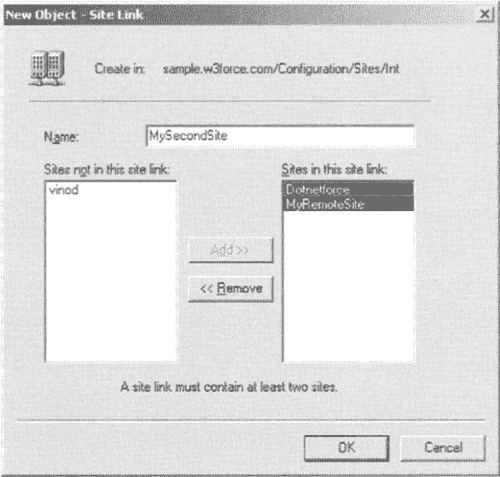 New Object - Site Link
Create in: sample.w3force.com/Configuration/Sites/Int
Name: MySecondSite
Sites not in this site link: Sites in this site link:
vinod Dotnetforce
MyRemoteSite
Add >>
<< Remove
A site link must contain at least two sites.
OK Cancel